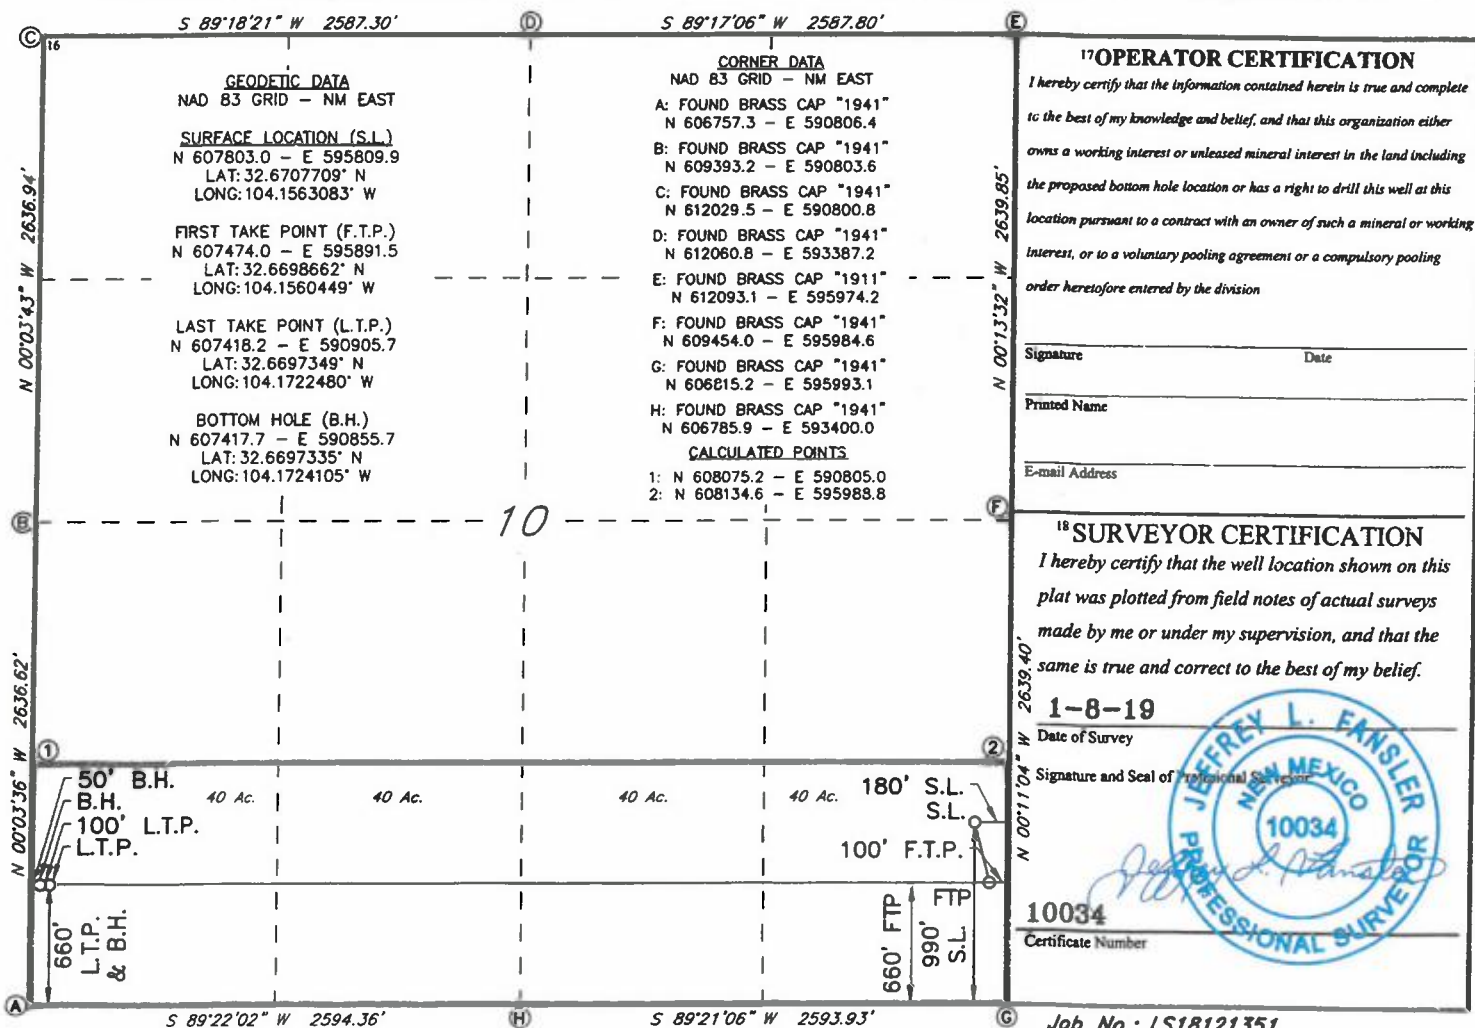 S 89°18'21" W 2587.30'
S 89°17'06" W 2587.80'
C
D
E
16
GEODETIC DATA
NAD 83 GRID – NM EAST
SURFACE LOCATION (S.L.)
N 607803.0 – E 595809.9
LAT: 32.6707709° N
LONG: 104.1563083° W
FIRST TAKE POINT (F.T.P.)
N 607474.0 – E 595891.5
LAT: 32.6698662° N
LONG: 104.1560449° W
LAST TAKE POINT (L.T.P.)
N 607418.2 – E 590905.7
LAT: 32.6697349° N
LONG: 104.1722480° W
BOTTOM HOLE (B.H.)
N 607417.7 – E 590855.7
LAT: 32.6697335° N
LONG: 104.1724105° W
CORNER DATA
NAD 83 GRID – NM EAST
A: FOUND BRASS CAP "1941"
N 606757.3 – E 590806.4
B: FOUND BRASS CAP "1941"
N 609393.2 – E 590803.6
C: FOUND BRASS CAP "1941"
N 612029.5 – E 590800.8
D: FOUND BRASS CAP "1941"
N 612060.8 – E 593387.2
E: FOUND BRASS CAP "1911"
N 612093.1 – E 595974.2
F: FOUND BRASS CAP "1941"
N 609454.0 – E 595984.6
G: FOUND BRASS CAP "1941"
N 606815.2 – E 595993.1
H: FOUND BRASS CAP "1941"
N 606785.9 – E 593400.0
CALCULATED POINTS
1: N 608075.2 – E 590805.0
2: N 608134.6 – E 595988.8
N 00°03'43" W 2636.94'
N 00°13'32" W 2639.85'
B
10
F
N 00°03'36" W 2636.62'
N 00°11'04" W 2639.40'
1
2
50' B.H.
B.H.
100' L.T.P.
L.T.P.
40 Ac.
40 Ac.
40 Ac.
40 Ac.
180' S.L.
S.L.
100' F.T.P.
FTP
660'
L.T.P.
& B.H.
660' FTP
990'
S.L.
A
H
G
S 89°22'02" W 2594.36'
S 89°21'06" W 2593.93'
17 OPERATOR CERTIFICATION
I hereby certify that the information contained herein is true and complete
to the best of my knowledge and belief, and that this organization either
owns a working interest or unleased mineral interest in the land including
the proposed bottom hole location or has a right to drill this well at this
location pursuant to a contract with an owner of such a mineral or working
interest, or to a voluntary pooling agreement or a compulsory pooling
order heretofore entered by the division
Signature Date
Printed Name
E-mail Address
18 SURVEYOR CERTIFICATION
I hereby certify that the well location shown on this
plat was plotted from field notes of actual surveys
made by me or under my supervision, and that the
same is true and correct to the best of my belief.
1-8-19
Date of Survey
Signature and Seal of Professional Surveyor
JEFFREY L. FANSLER
NEW MEXICO
10034
PROFESSIONAL SURVEYOR
10034
Certificate Number
Job No.: LS18121351